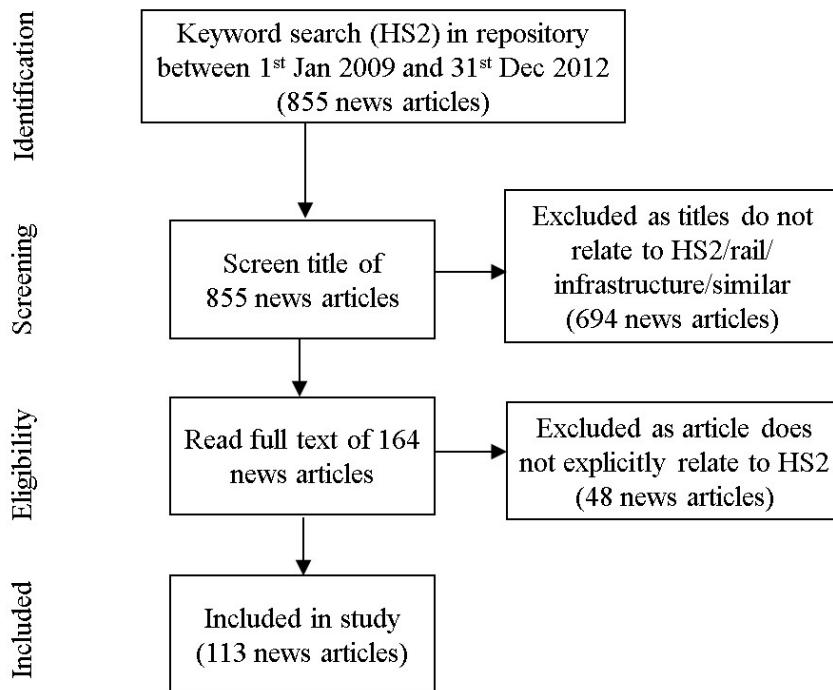 Identification
Keyword search (HS2) in repository
between 1st Jan 2009 and 31st Dec 2012
(855 news articles)
Screening
Screen title of
855 news articles
Excluded as titles do not
relate to HS2/rail/
infrastructure/similar
(694 news articles)
Eligibility
Read full text of 164
news articles
Excluded as article does
not explicitly relate to HS2
(48 news articles)
Included
Included in study
(113 news articles)